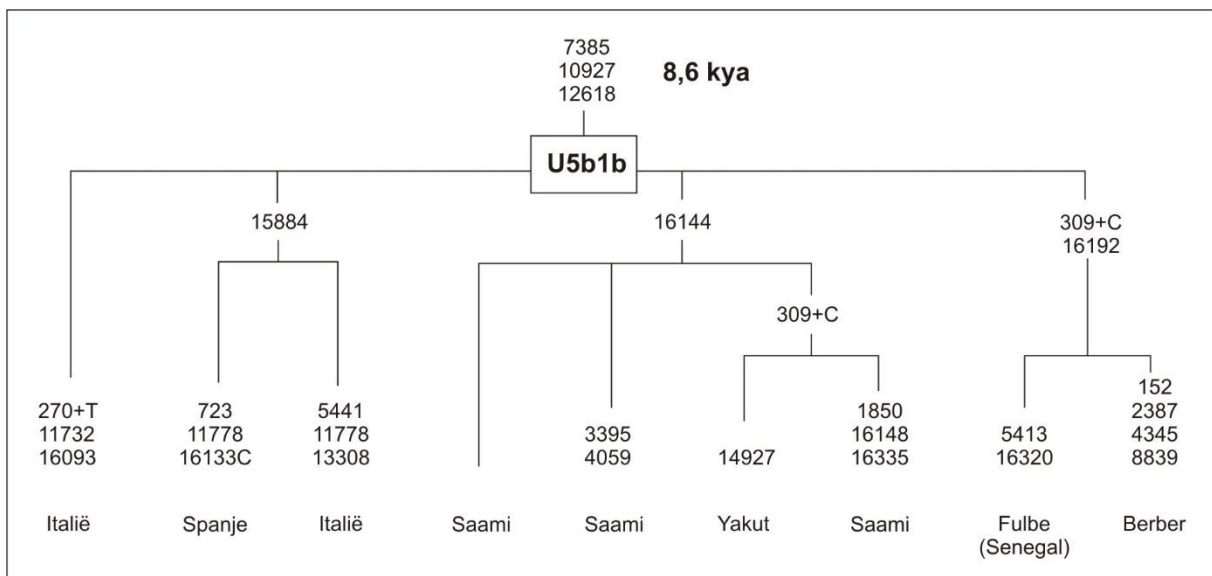 7385
10927
12618
8,6 kya
U5b1b
15884
16144
309+C
16192
309+C
270+T
11732
16093
723
11778
16133C
5441
11778
13308
3395
4059
14927
1850
16148
16335
5413
16320
152
2387
4345
8839
Italië
Spanje
Italië
Saami
Saami
Yakut
Saami
Fulbe
(Senegal)
Berber